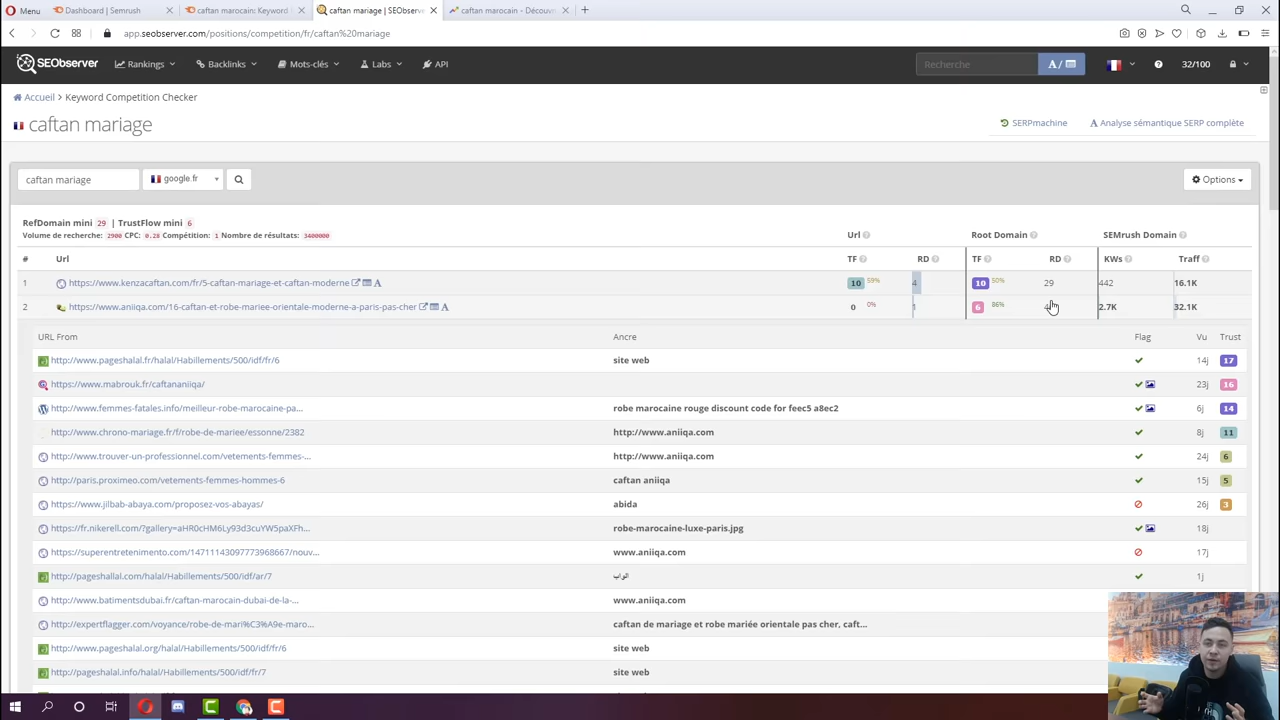 Menu
Dashboard | Semrush
caftan marocain: Keyword
caftan mariage | SEObserve
caftan marocain - Découv
app.seobserver.com/positions/competition/fr/caftan%20mariage
SEObserver
Rankings
Backlinks
Mots-clés
Labs
API
Recherche
A /
32/100
Accueil > Keyword Competition Checker
caftan mariage
SERPmachine
Analyse sémantique SERP complète
caftan mariage
google.fr
Options
RefDomain mini 29 | TrustFlow mini 6
Volume de recherche: 2900 CPC: 0.28 Compétition: 1 Nombre de résultats: 3400000
Url Root Domain SEMrush Domain
# Url TF RD TF RD KWs Traff
1 https://www.kenzacaftan.com/fr/5-caftan-mariage-et-caftan-moderne A 10 59% 4 10 50% 29 442 16.1K
2 https://www.aniiqa.com/16-caftan-et-robe-mariee-orientale-moderne-a-paris-pas-cher A 0 0% 1 6 86% 2.7K 32.1K
URL From Ancre Flag Vu Trust
http://www.pageshalal.fr/halal/Habillements/500/idf/fr/6 site web 14j 17
https://www.mabrouk.fr/caftananiiqa/ 23j 16
http://www.femmes-fatales.info/meilleur-robe-marocaine-pa... robe marocaine rouge discount code for feec5 a8ec2 6j 14
http://www.chrono-mariage.fr/f/robe-de-mariee/essonne/2382 http://www.aniiqa.com 8j 11
http://www.trouver-un-professionnel.com/vetements-femmes-... http://www.aniiqa.com 24j 6
http://paris.proximeo.com/vetements-femmes-hommes-6 caftan aniiqa 15j 5
https://www.jilbab-abaya.com/proposez-vos-abayas/ abida 26j 3
https://fr.nikerell.com/?gallery=aHR0cHM6Ly93d3cuYW5paXFh... robe-marocaine-luxe-paris.jpg 18j
https://superentretenimento.com/14711143097773968667/nouv... www.aniiqa.com 17j
http://pageshallal.com/halal/Habillements/500/idf/ar/7 الواب 1j
http://www.batimentsdubai.fr/caftan-marocain-dubai-de-la-... www.aniiqa.com
http://expertflagger.com/voyance/robe-de-mari%C3%A9e-maro... caftan de mariage et robe mariée orientale pas cher, caft...
http://www.pageshalal.org/halal/Habillements/500/idf/fr/6 site web
http://pageshalal.info/halal/Habillements/500/idf/fr/7 site web